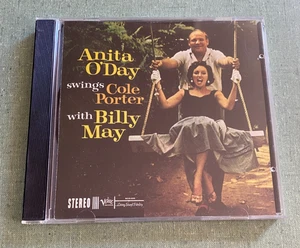 Anita
O'Day
swings Cole
Porter
with Billy
May
STEREO Verve